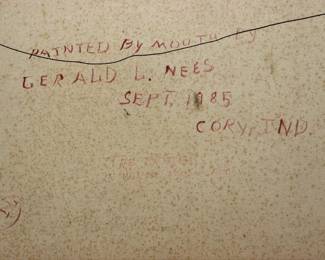 PAINTED BY MOUTH By
GERALD L. NEES
SEPT. 1985
CORY, IND.